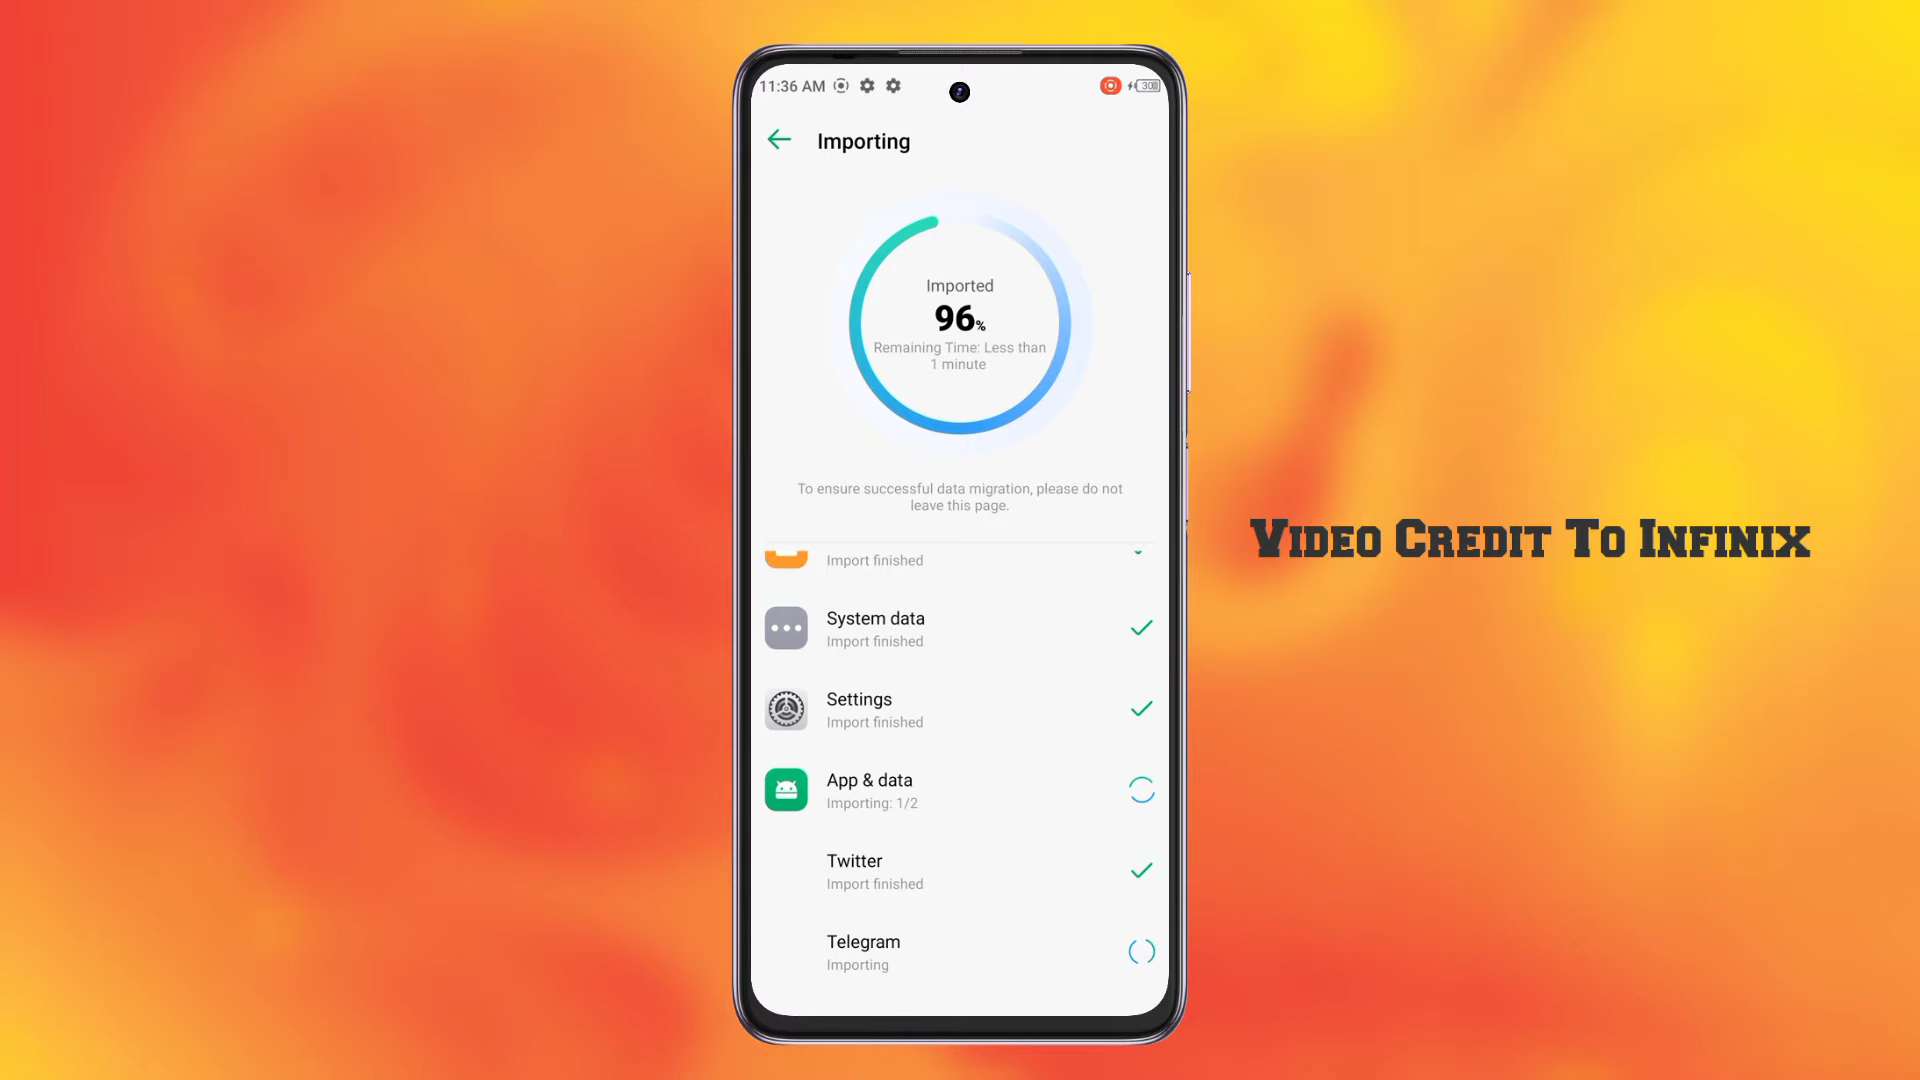 11:36 AM
30
Importing
Imported
96%
Remaining Time: Less than
1 minute
To ensure successful data migration, please do not
leave this page.
Import finished
System data
Import finished
Settings
Import finished
App & data
Importing: 1/2
Twitter
Import finished
Telegram
Importing
Video Credit To Infinix